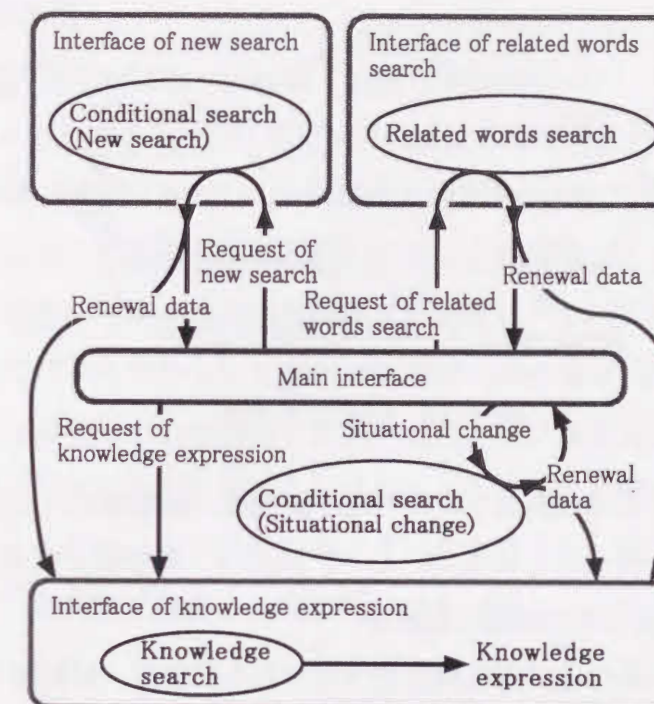 Interface of new search
Conditional search
(New search)
Interface of related words
search
Related words search
Request of
new search
Renewal data
Request of related
words search
Renewal data
Main interface
Request of
knowledge expression
Situational change
Conditional search
(Situational change)
Renewal
data
Interface of knowledge expression
Knowledge
search
Knowledge
expression